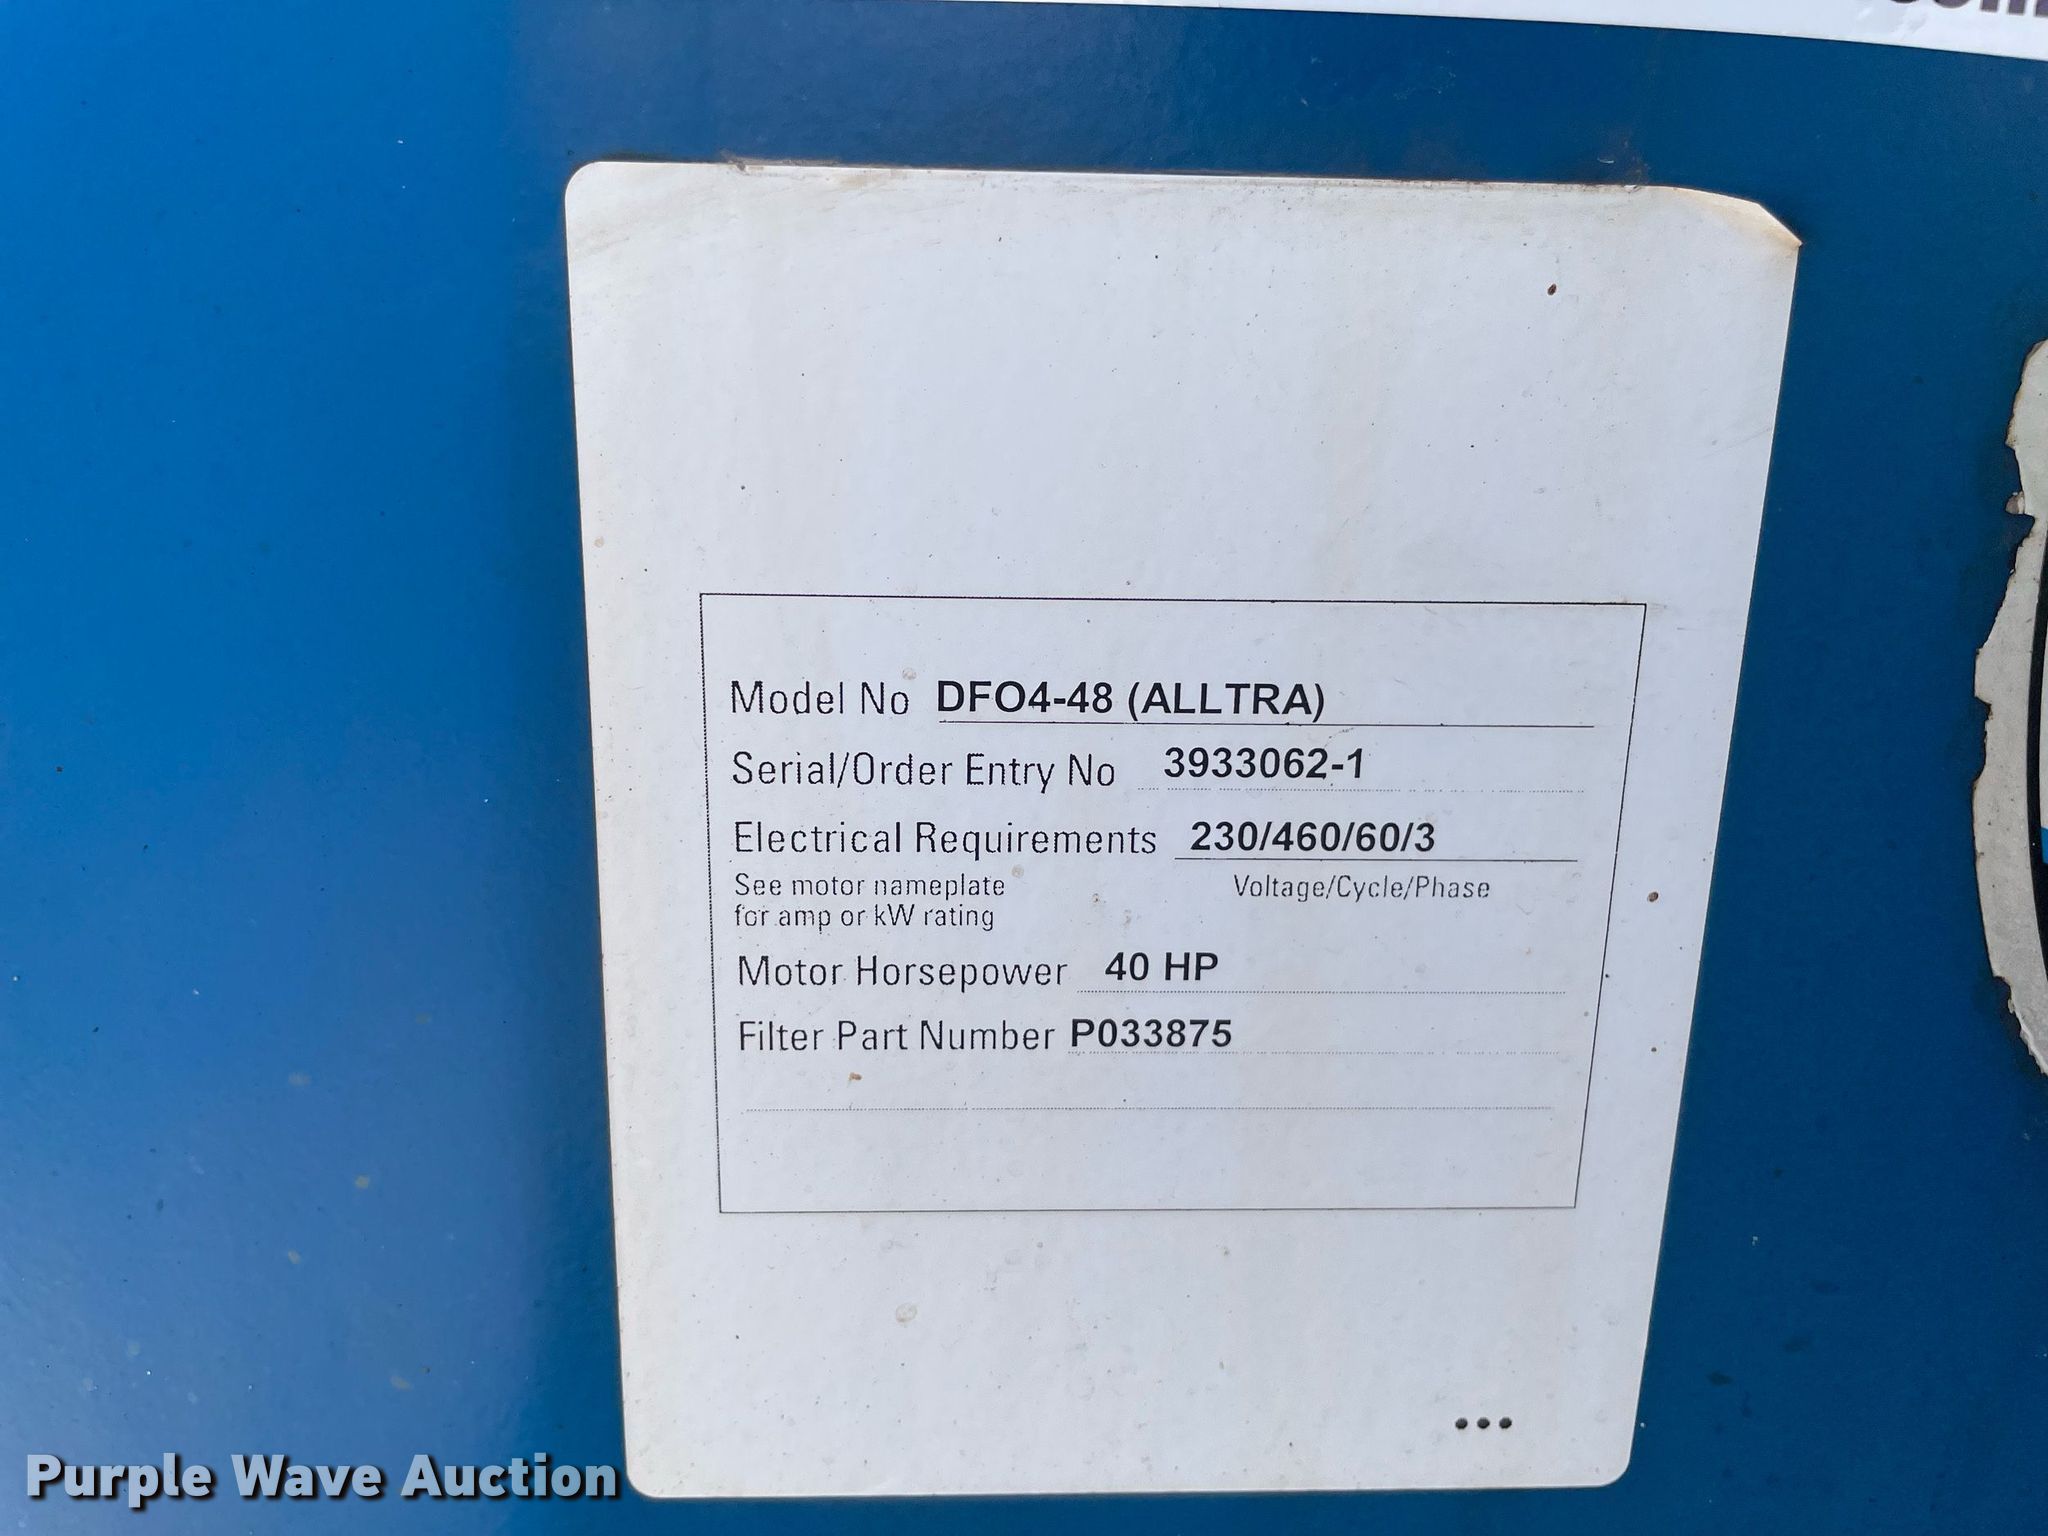 Model No DFO4-48 (ALLTRA)
Serial/Order Entry No 3933062-1
Electrical Requirements 230/460/60/3
See motor nameplate Voltage/Cycle/Phase
for amp or kW rating
Motor Horsepower 40 HP
Filter Part Number P033875
Purple Wave Auction